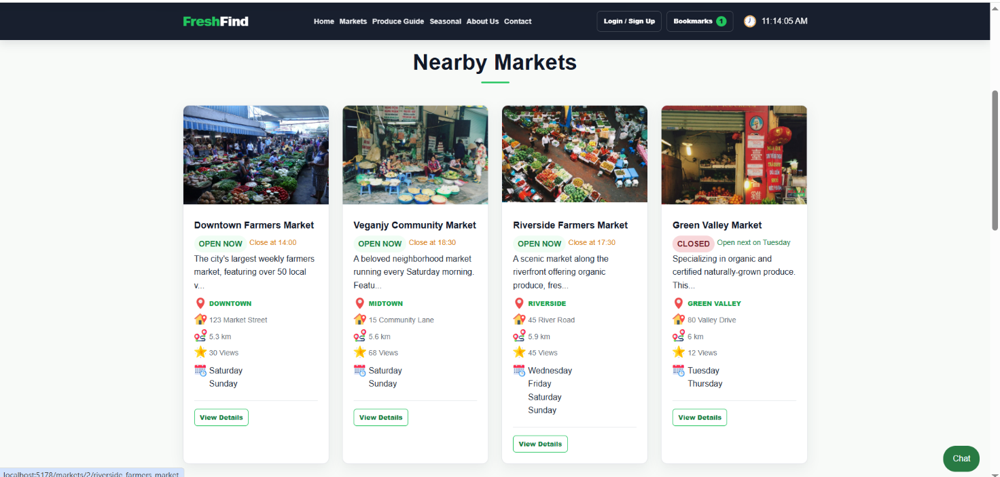 FreshFind
Home Markets Produce Guide Seasonal About Us Contact
Login / Sign Up
Bookmarks 1
11:14:05 AM
Nearby Markets
Downtown Farmers Market
OPEN NOW Close at 14:00
The city's largest weekly farmers
market, featuring over 50 local
v...
DOWNTOWN
123 Market Street
5.3 km
30 Views
Saturday
Sunday
View Details
Veganjy Community Market
OPEN NOW Close at 18:30
A beloved neighborhood market
running every Saturday morning.
Featu...
MIDTOWN
15 Community Lane
5.6 km
68 Views
Saturday
Sunday
View Details
Riverside Farmers Market
OPEN NOW Close at 17:30
A scenic market along the
riverfront offering organic
produce, fres...
RIVERSIDE
45 River Road
5.9 km
45 Views
Wednesday
Friday
Saturday
Sunday
View Details
Green Valley Market
CLOSED Open next on Tuesday
Specializing in organic and
certified naturally-grown produce.
This...
GREEN VALLEY
80 Valley Drive
6 km
12 Views
Tuesday
Thursday
View Details
Chat
localhost:5178/markets/2/riverside_farmers_market